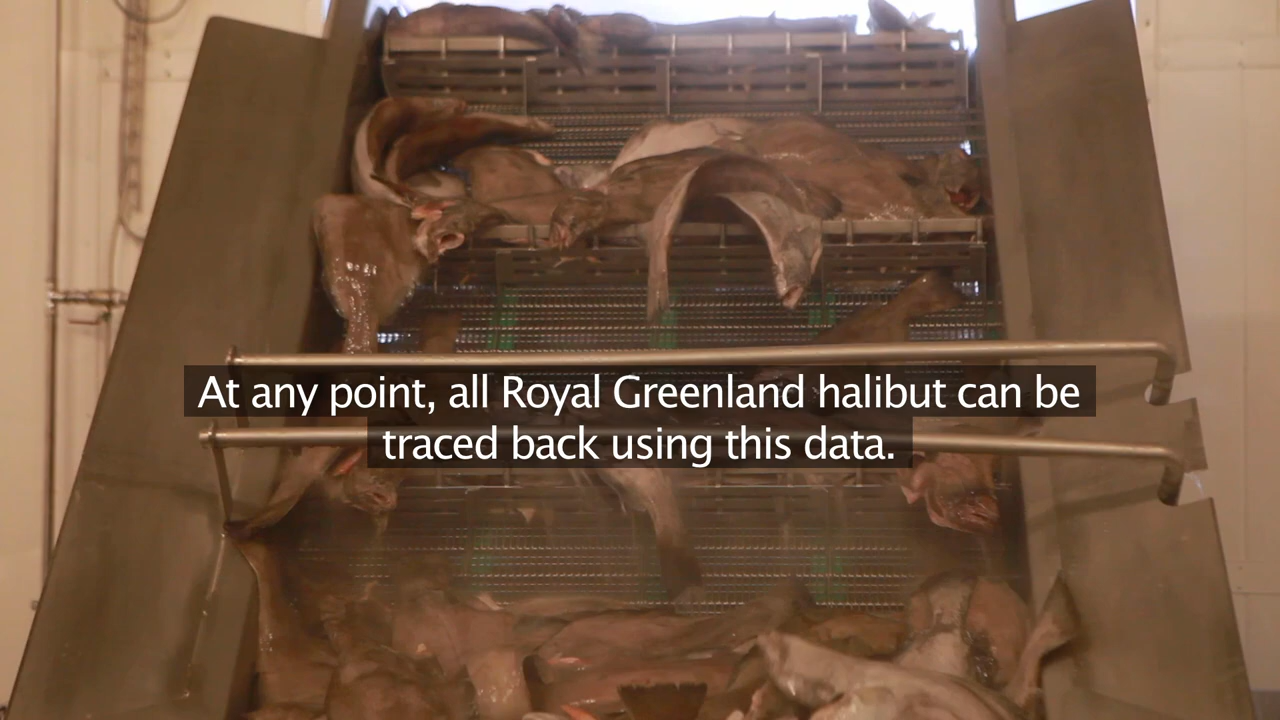 At any point, all Royal Greenland halibut can be
traced back using this data.